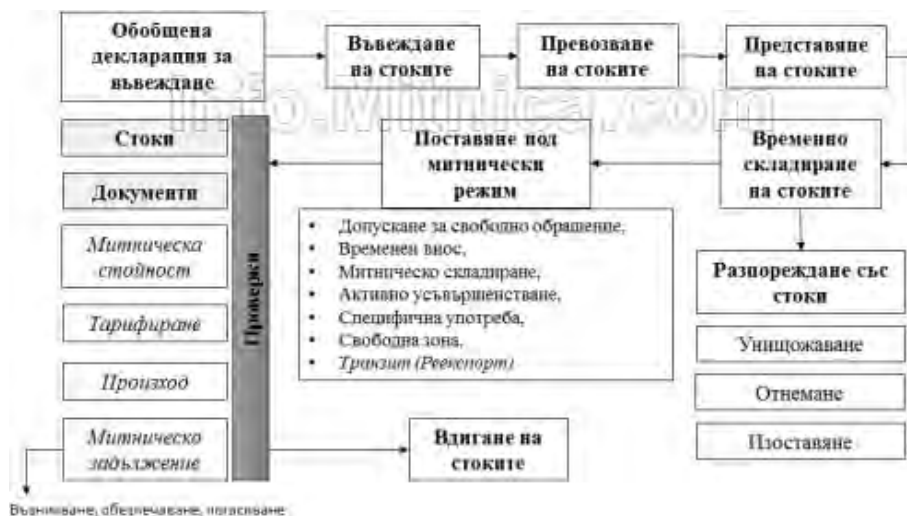 Обобщена
декларация за
въвеждане
Въвеждане
на стоките
Превозване
на стоките
Представяне
на стоките
Info.Mitnica.com
Стоки
Документи
Митническа
стойност
Тарифиране
Произход
Митническо
задължение
Проверки
Поставяне под
митнически
режим
Временно
складиране
на стоките
• Допускане за свободно обращение,
• Временен внос,
• Митническо складиране,
• Активно усъвършенстване,
• Специфична употреба,
• Свободна зона,
• Транзит (Реекспорт)
Разпореждане със
стоки
Унищожаване
Отнемане
Изоставяне
Вдигане на
стоките
Възникване, обезпечаване, погасяване